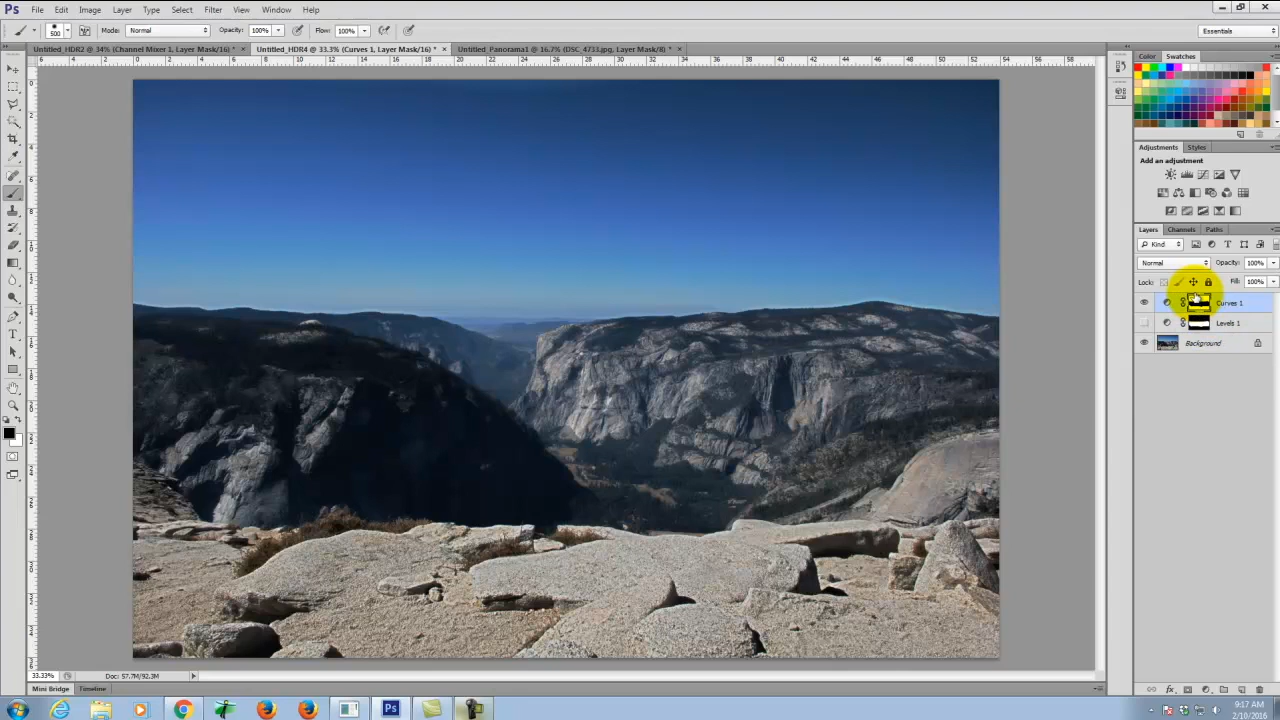 Ps File Edit Image Layer Type Select Filter Essentials View Window Help
500 Mode: Normal Opacity: 100% Flow: 100% Essentials
Untitled_HDR2 @ 34% (Channel Mixer 1, Layer Mask/16) * × Untitled_HDR4 @ 33.3% (Curves 1, Layer Mask/16) * × Untitled_Panorama1 @ 16.7% (DSC_4733.jpg, Layer Mask/8) * ×
Color Swatches
Adjustments Styles
Add an adjustment
Layers Channels Paths
Kind
Normal Opacity: 100%
Lock: Fill: 100%
Curves 1
Levels 1
Background
33.33% Doc: 57.7M/92.3M
Mini Bridge Timeline
Ps
9:17 AM
2/10/2016